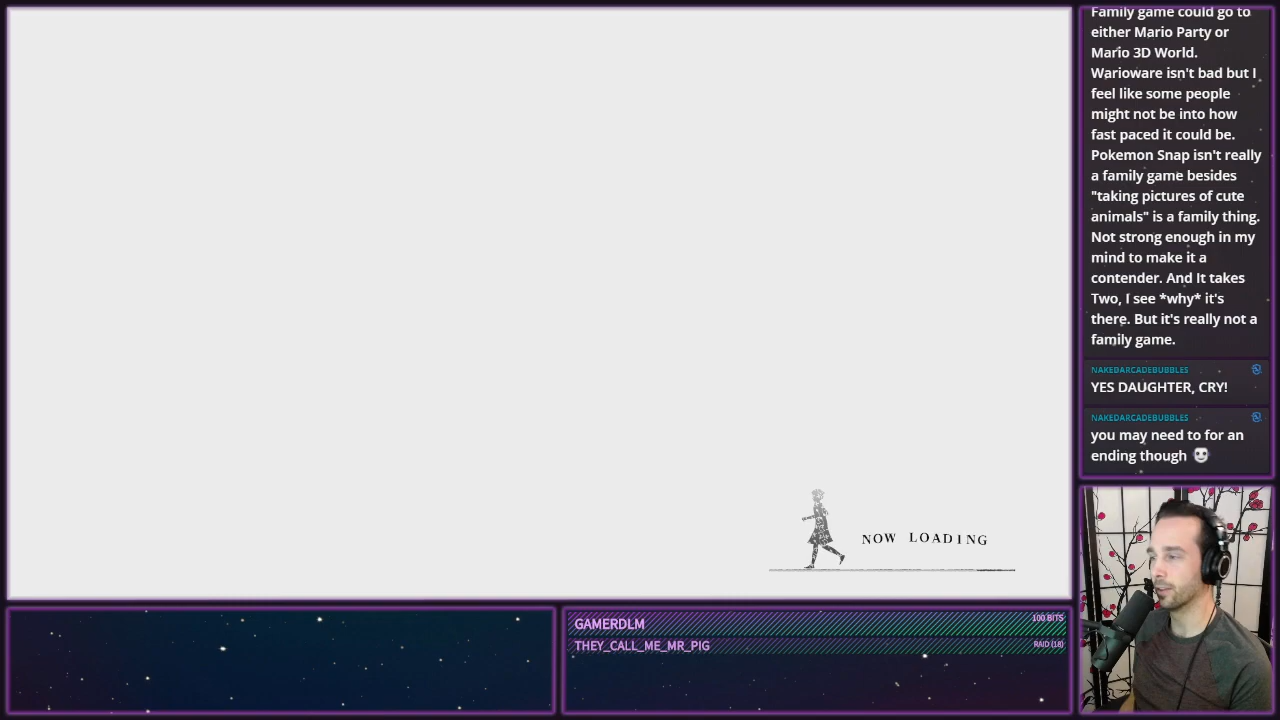 Family game could go to
either Mario Party or
Mario 3D World.
Warioware isn't bad but I
feel like some people
might not be into how
fast paced it could be.
Pokemon Snap isn't really
a family game besides
"taking pictures of cute
animals" is a family thing.
Not strong enough in my
mind to make it a
contender. And It takes
Two, I see *why* it's
there. But it's really not a
family game.
NAKEDARCADEBUBBLES
YES DAUGHTER, CRY!
NAKEDARCADEBUBBLES
you may need to for an
ending though
NOW LOADING
GAMERDLM 100 BITS
THEY_CALL_ME_MR_PIG RAID (18)